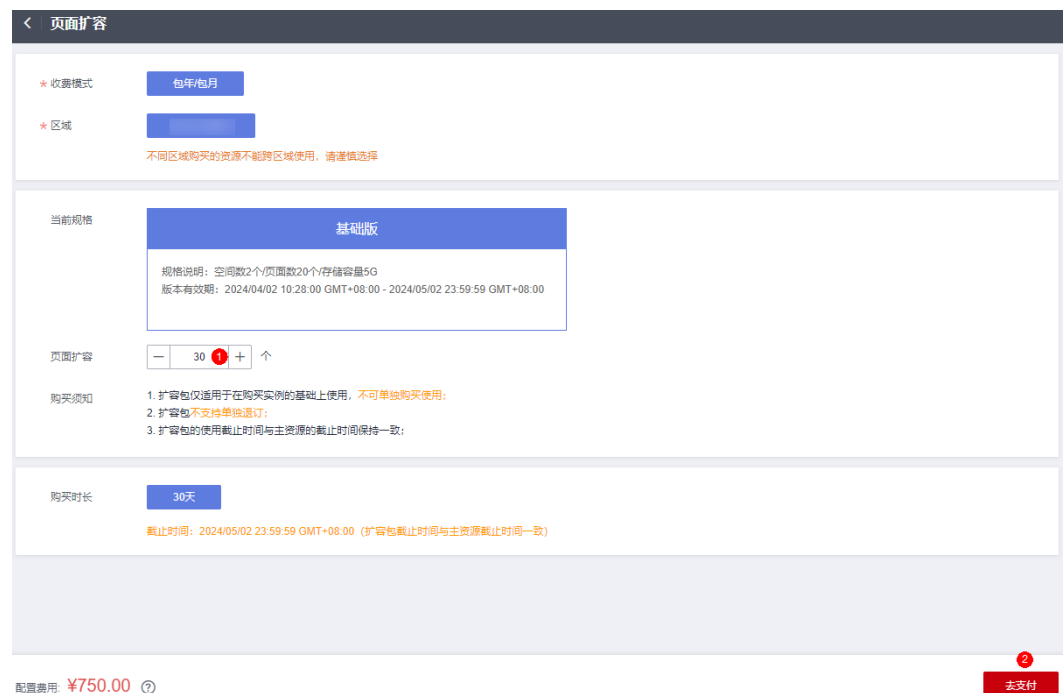 页面扩容
* 收费模式 包年/包月
* 区域
不同区域购买的资源不能跨区域使用，请谨慎选择
当前规格
基础版
规格说明：空间数2个/页面数20个/存储容量5G
版本有效期：2024/04/02 10:28:00 GMT+08:00 - 2024/05/02 23:59:59 GMT+08:00
页面扩容 — 30 1 + 个
购买须知
1. 扩容包仅适用于在购买实例的基础上使用，不可单独购买使用；
2. 扩容包不支持单独退订；
3. 扩容包的使用截止时间与主资源的截止时间保持一致；
购买时长 30天
截止时间：2024/05/02 23:59:59 GMT+08:00（扩容包截止时间与主资源截止时间一致）
2
配置费用: ¥750.00 ? 去支付